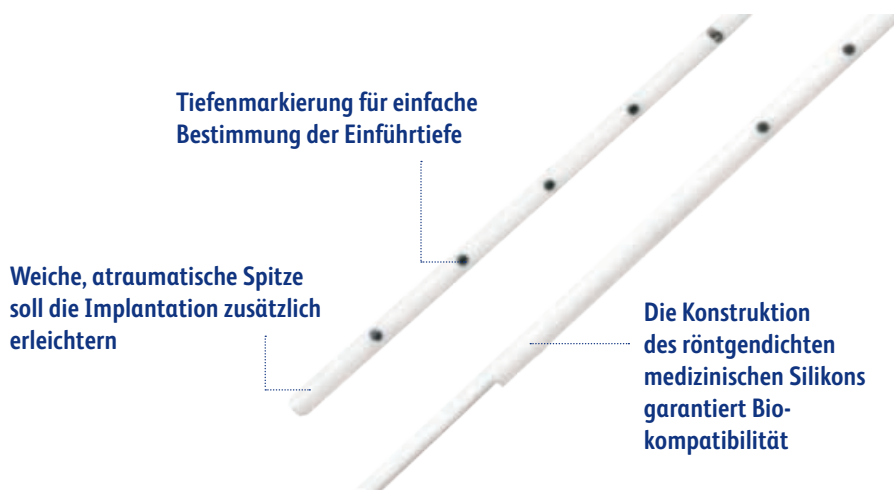 Tiefenmarkierung für einfache
Bestimmung der Einführtiefe
Weiche, atraumatische Spitze
soll die Implantation zusätzlich
erleichtern
Die Konstruktion
des röntgendichten
medizinischen Silikons
garantiert Bio-
kompatibilität
5